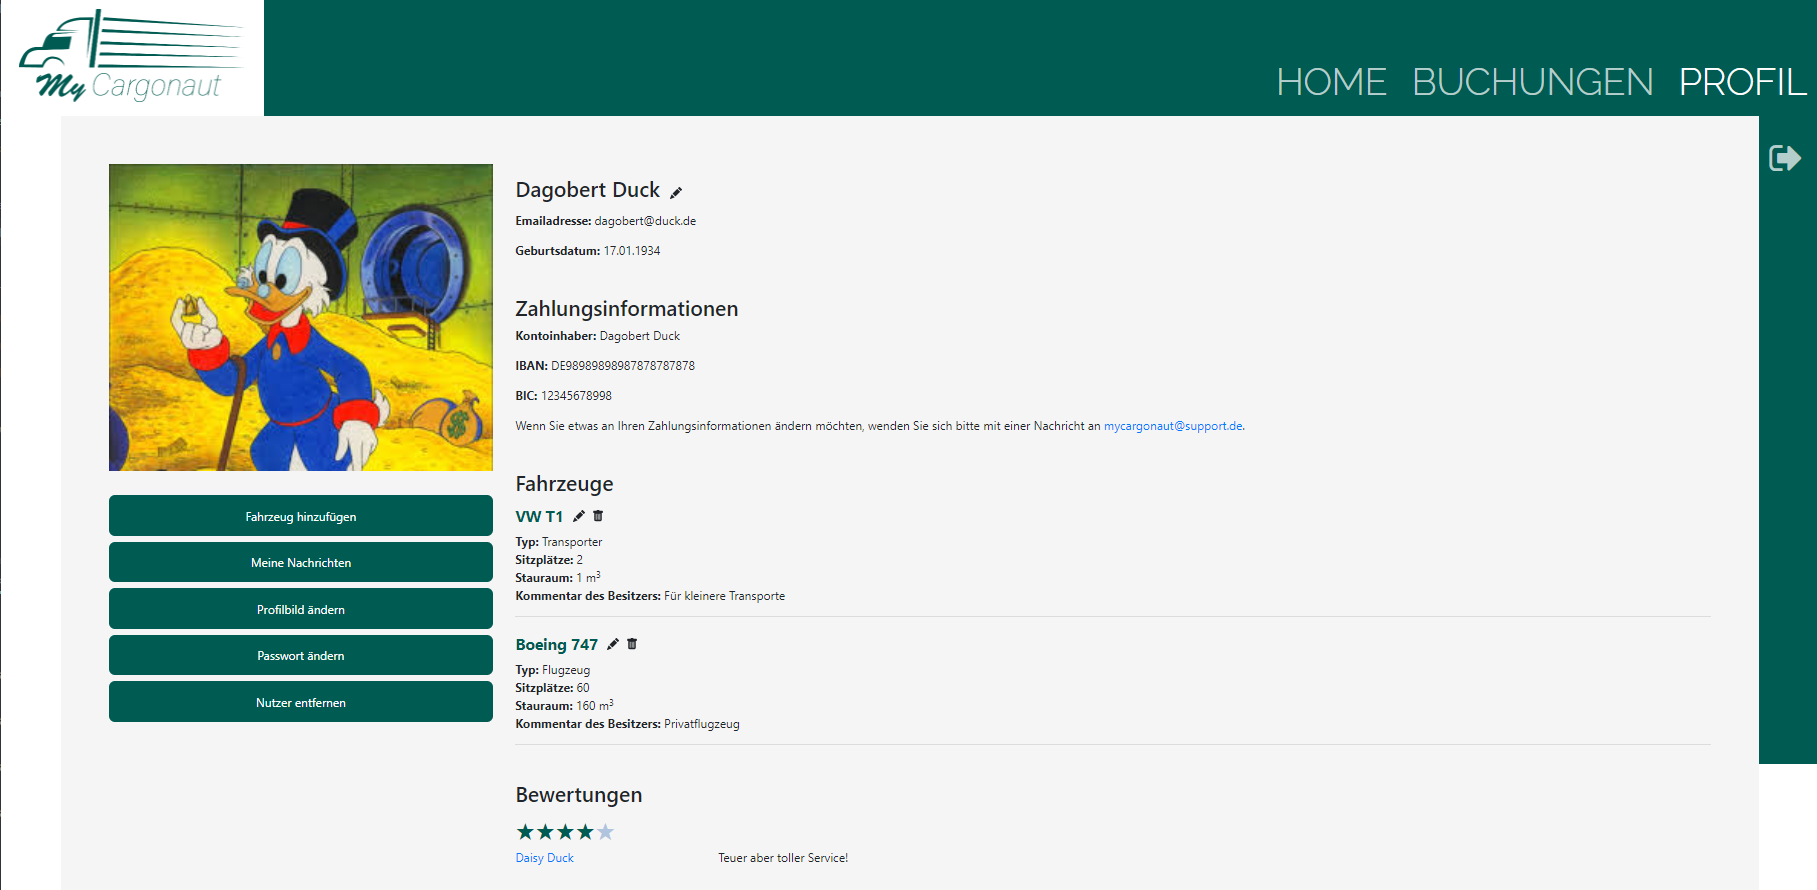 My Cargonaut
HOME BUCHUNGEN PROFIL
Dagobert Duck
Emailadresse: dagobert@duck.de
Geburtsdatum: 17.01.1934
Zahlungsinformationen
Kontoinhaber: Dagobert Duck
IBAN: DE98989898987878787878
BIC: 12345678998
Wenn Sie etwas an Ihren Zahlungsinformationen ändern möchten, wenden Sie sich bitte mit einer Nachricht an mycargonaut@support.de.
Fahrzeug hinzufügen
Meine Nachrichten
Profilbild ändern
Passwort ändern
Nutzer entfernen
Fahrzeuge
VW T1
Typ: Transporter
Sitzplätze: 2
Stauraum: 1 m³
Kommentar des Besitzers: Für kleinere Transporte
Boeing 747
Typ: Flugzeug
Sitzplätze: 60
Stauraum: 160 m³
Kommentar des Besitzers: Privatflugzeug
Bewertungen
Daisy Duck Teuer aber toller Service!